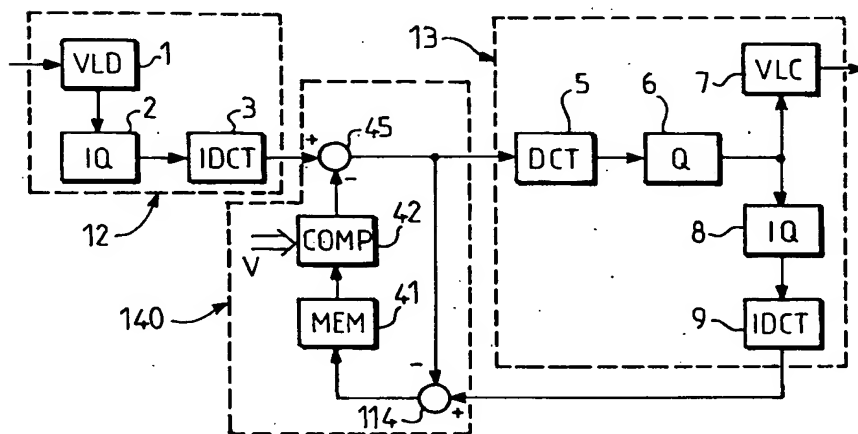 VLD 1
2 3
IQ IDCT
12
+ 45
-
V COMP 42
MEM 41
140
-
114 +
13
5 6
DCT Q
7 VLC
8 IQ
9 IDCT